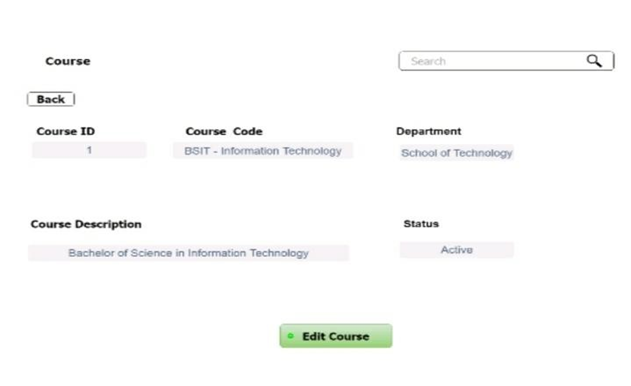 Course
Search
Back
Course ID
Course Code
Department
1
BSIT - Information Technology
School of Technology
Course Description
Status
Bachelor of Science in Information Technology
Active
Edit Course